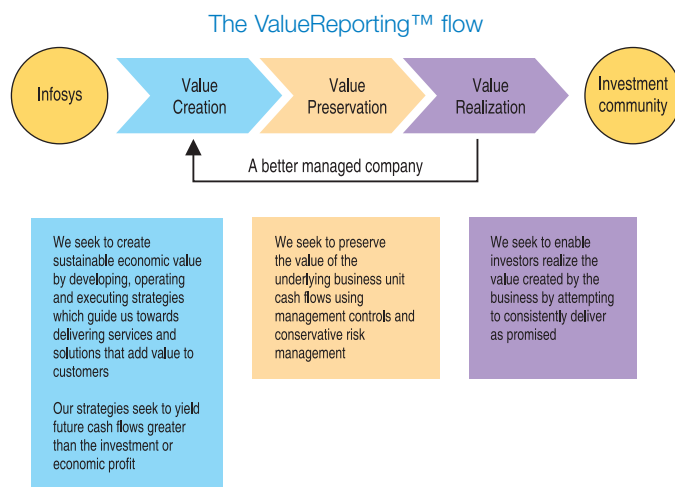 The ValueReporting™ flow
Infosys
Value
Creation
Value
Preservation
Value
Realization
Investment
community
A better managed company
We seek to create
sustainable economic value
by developing, operating
and executing strategies
which guide us towards
delivering services and
solutions that add value to
customers
Our strategies seek to yield
future cash flows greater
than the investment or
economic profit
We seek to preserve
the value of the
underlying business unit
cash flows using
management controls and
conservative risk
management
We seek to enable
investors realize the
value created by the
business by attempting
to consistently deliver
as promised